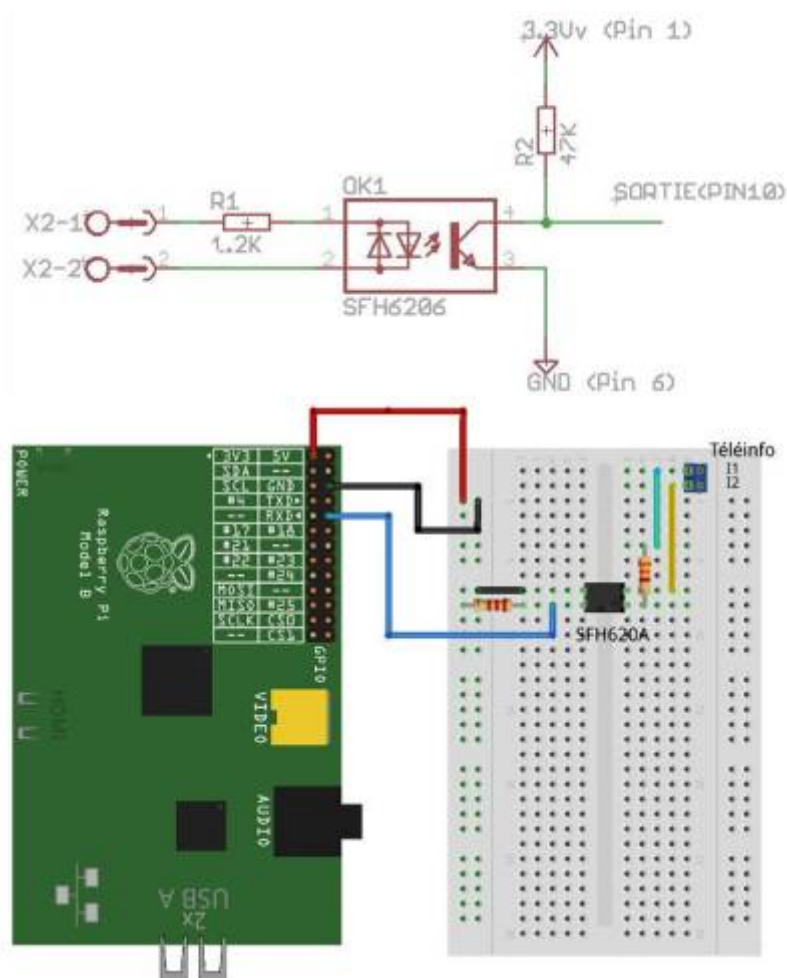 3.3Vv (Pin 1)
R2
47K
SORTIE(PIN10)
OK1
R1
X2-1
1
1
4
1.2K
X2-2
2
2
3
SFH6206
GND (Pin 6)
POWER
3V3 5V
SDA --
SCL GND
#4 TXD
-- RXD
#17 #18
#21 --
#22 #23
-- #24
MOSI --
MISO #25
SCLK CS0
-- CS1
Raspberry Pi
Model B
GPIO
HDMI
VIDEO
AUDIO
2x
USB A
Téléinfo
I1
I2
SFH620A